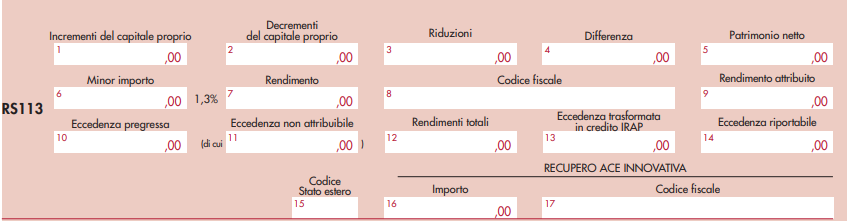 Incrementi del capitale proprio Decrementi del capitale proprio Riduzioni Differenza Patrimonio netto
1 ,00 2 ,00 3 ,00 4 ,00 5 ,00
Minor importo Rendimento Codice fiscale Rendimento attribuito
6 ,00 1,3% 7 ,00 8 9 ,00
RS113
Eccedenza pregressa Eccedenza non attribuibile Rendimenti totali Eccedenza trasformata in credito IRAP Eccedenza riportabile
10 ,00 (di cui 11 ,00 ) 12 ,00 13 ,00 14 ,00
RECUPERO ACE INNOVATIVA
Codice Stato estero Importo Codice fiscale
15 16 ,00 17